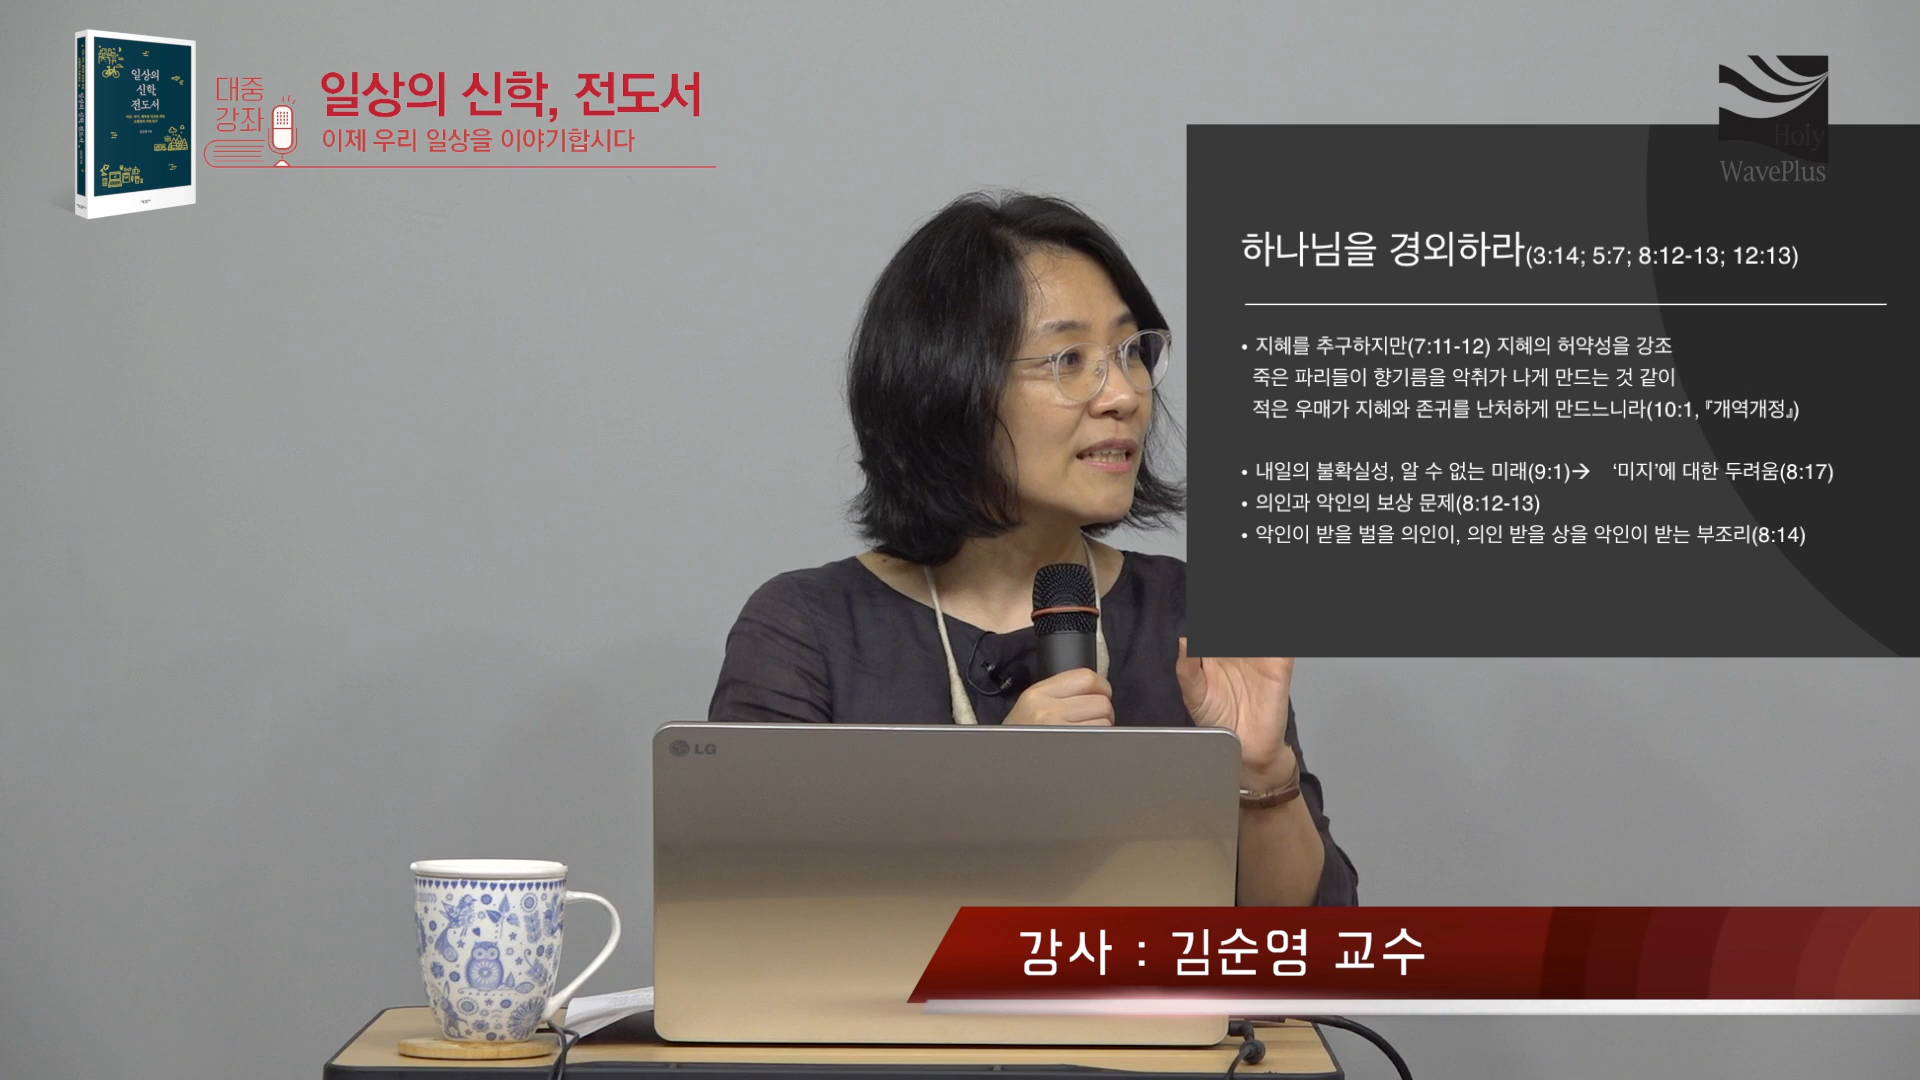 일상의
신학,
전도서
대중
강좌
일상의 신학, 전도서
이제 우리 일상을 이야기합시다
Holy
WavePlus
하나님을 경외하라(3:14; 5:7; 8:12-13; 12:13)
• 지혜를 추구하지만(7:11-12) 지혜의 허약성을 강조
죽은 파리들이 향기름을 악취가 나게 만드는 것 같이
적은 우매가 지혜와 존귀를 난처하게 만드느니라(10:1, 『개역개정』)
• 내일의 불확실성, 알 수 없는 미래(9:1)→ ‘미지’에 대한 두려움(8:17)
• 의인과 악인의 보상 문제(8:12-13)
• 악인이 받을 벌을 의인이, 의인 받을 상을 악인이 받는 부조리(8:14)
LG
강사 : 김순영 교수